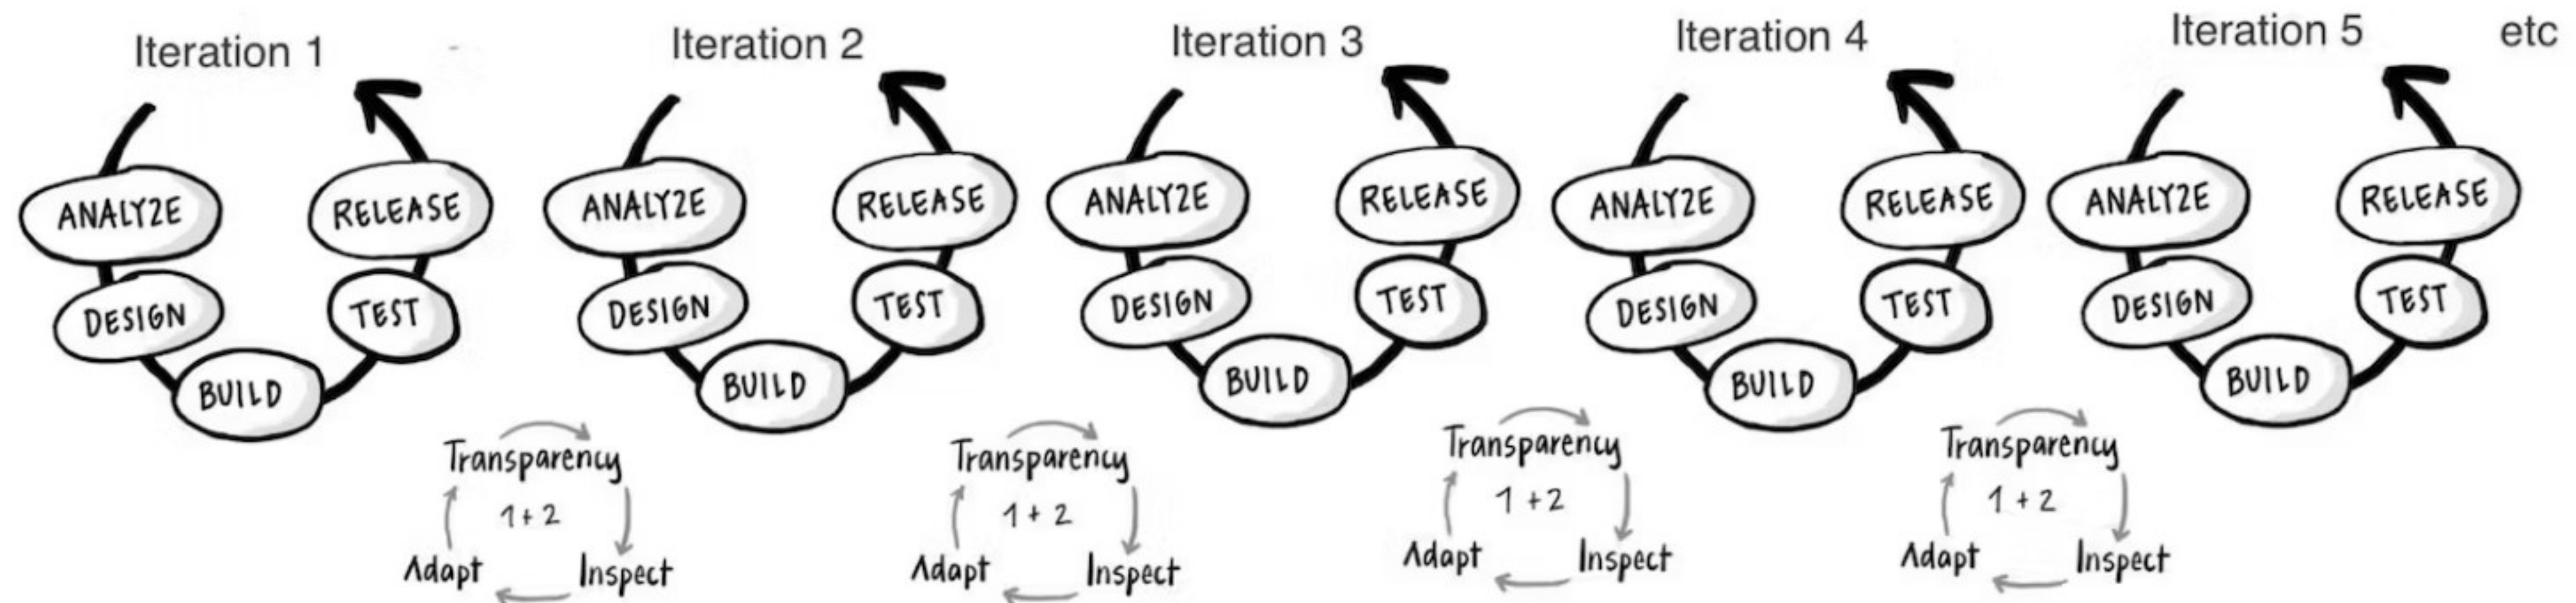 Iteration 1
ANALYZE
RELEASE
DESIGN
TEST
BUILD
Transparency
1+2
Adapt
Inspect
Iteration 2
ANALYZE
RELEASE
DESIGN
TEST
BUILD
Transparency
1+2
Adapt
Inspect
Iteration 3
ANALYZE
RELEASE
DESIGN
TEST
BUILD
Transparency
1+2
Adapt
Inspect
Iteration 4
ANALYZE
RELEASE
DESIGN
TEST
BUILD
Transparency
1+2
Adapt
Inspect
Iteration 5
ANALYZE
RELEASE
DESIGN
TEST
BUILD
etc